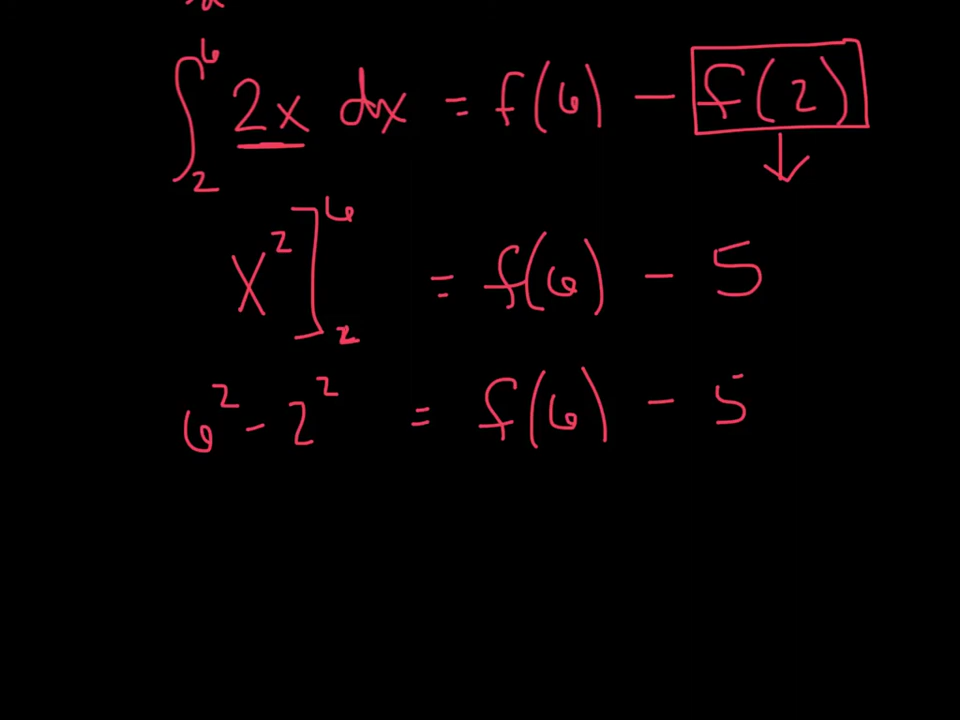 ∫₂⁶ 2x dx = f(6) - f(2)
x²]₂⁶ = f(6) - 5
6² - 2² = f(6) - 5